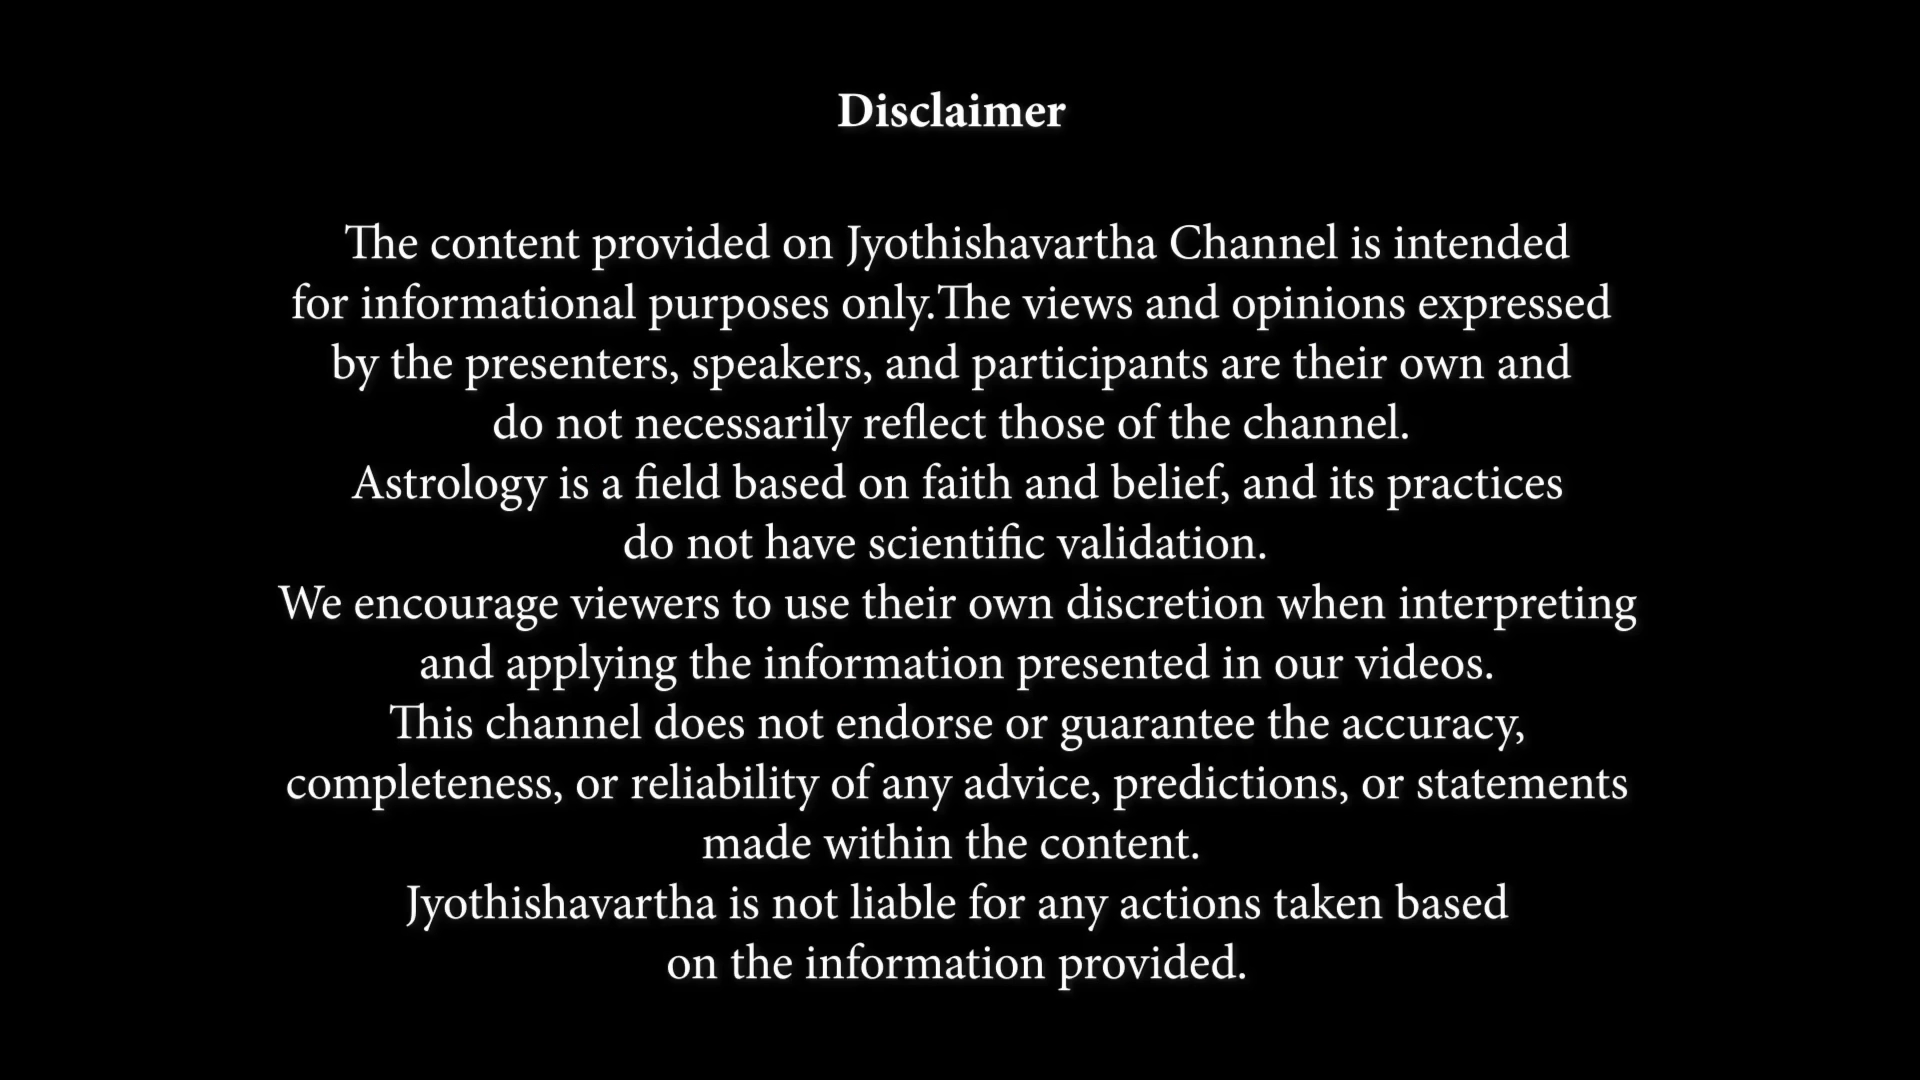 Disclaimer
The content provided on Jyothishavartha Channel is intended
for informational purposes only.The views and opinions expressed
by the presenters, speakers, and participants are their own and
do not necessarily reflect those of the channel.
Astrology is a field based on faith and belief, and its practices
do not have scientific validation.
We encourage viewers to use their own discretion when interpreting
and applying the information presented in our videos.
This channel does not endorse or guarantee the accuracy,
completeness, or reliability of any advice, predictions, or statements
made within the content.
Jyothishavartha is not liable for any actions taken based
on the information provided.